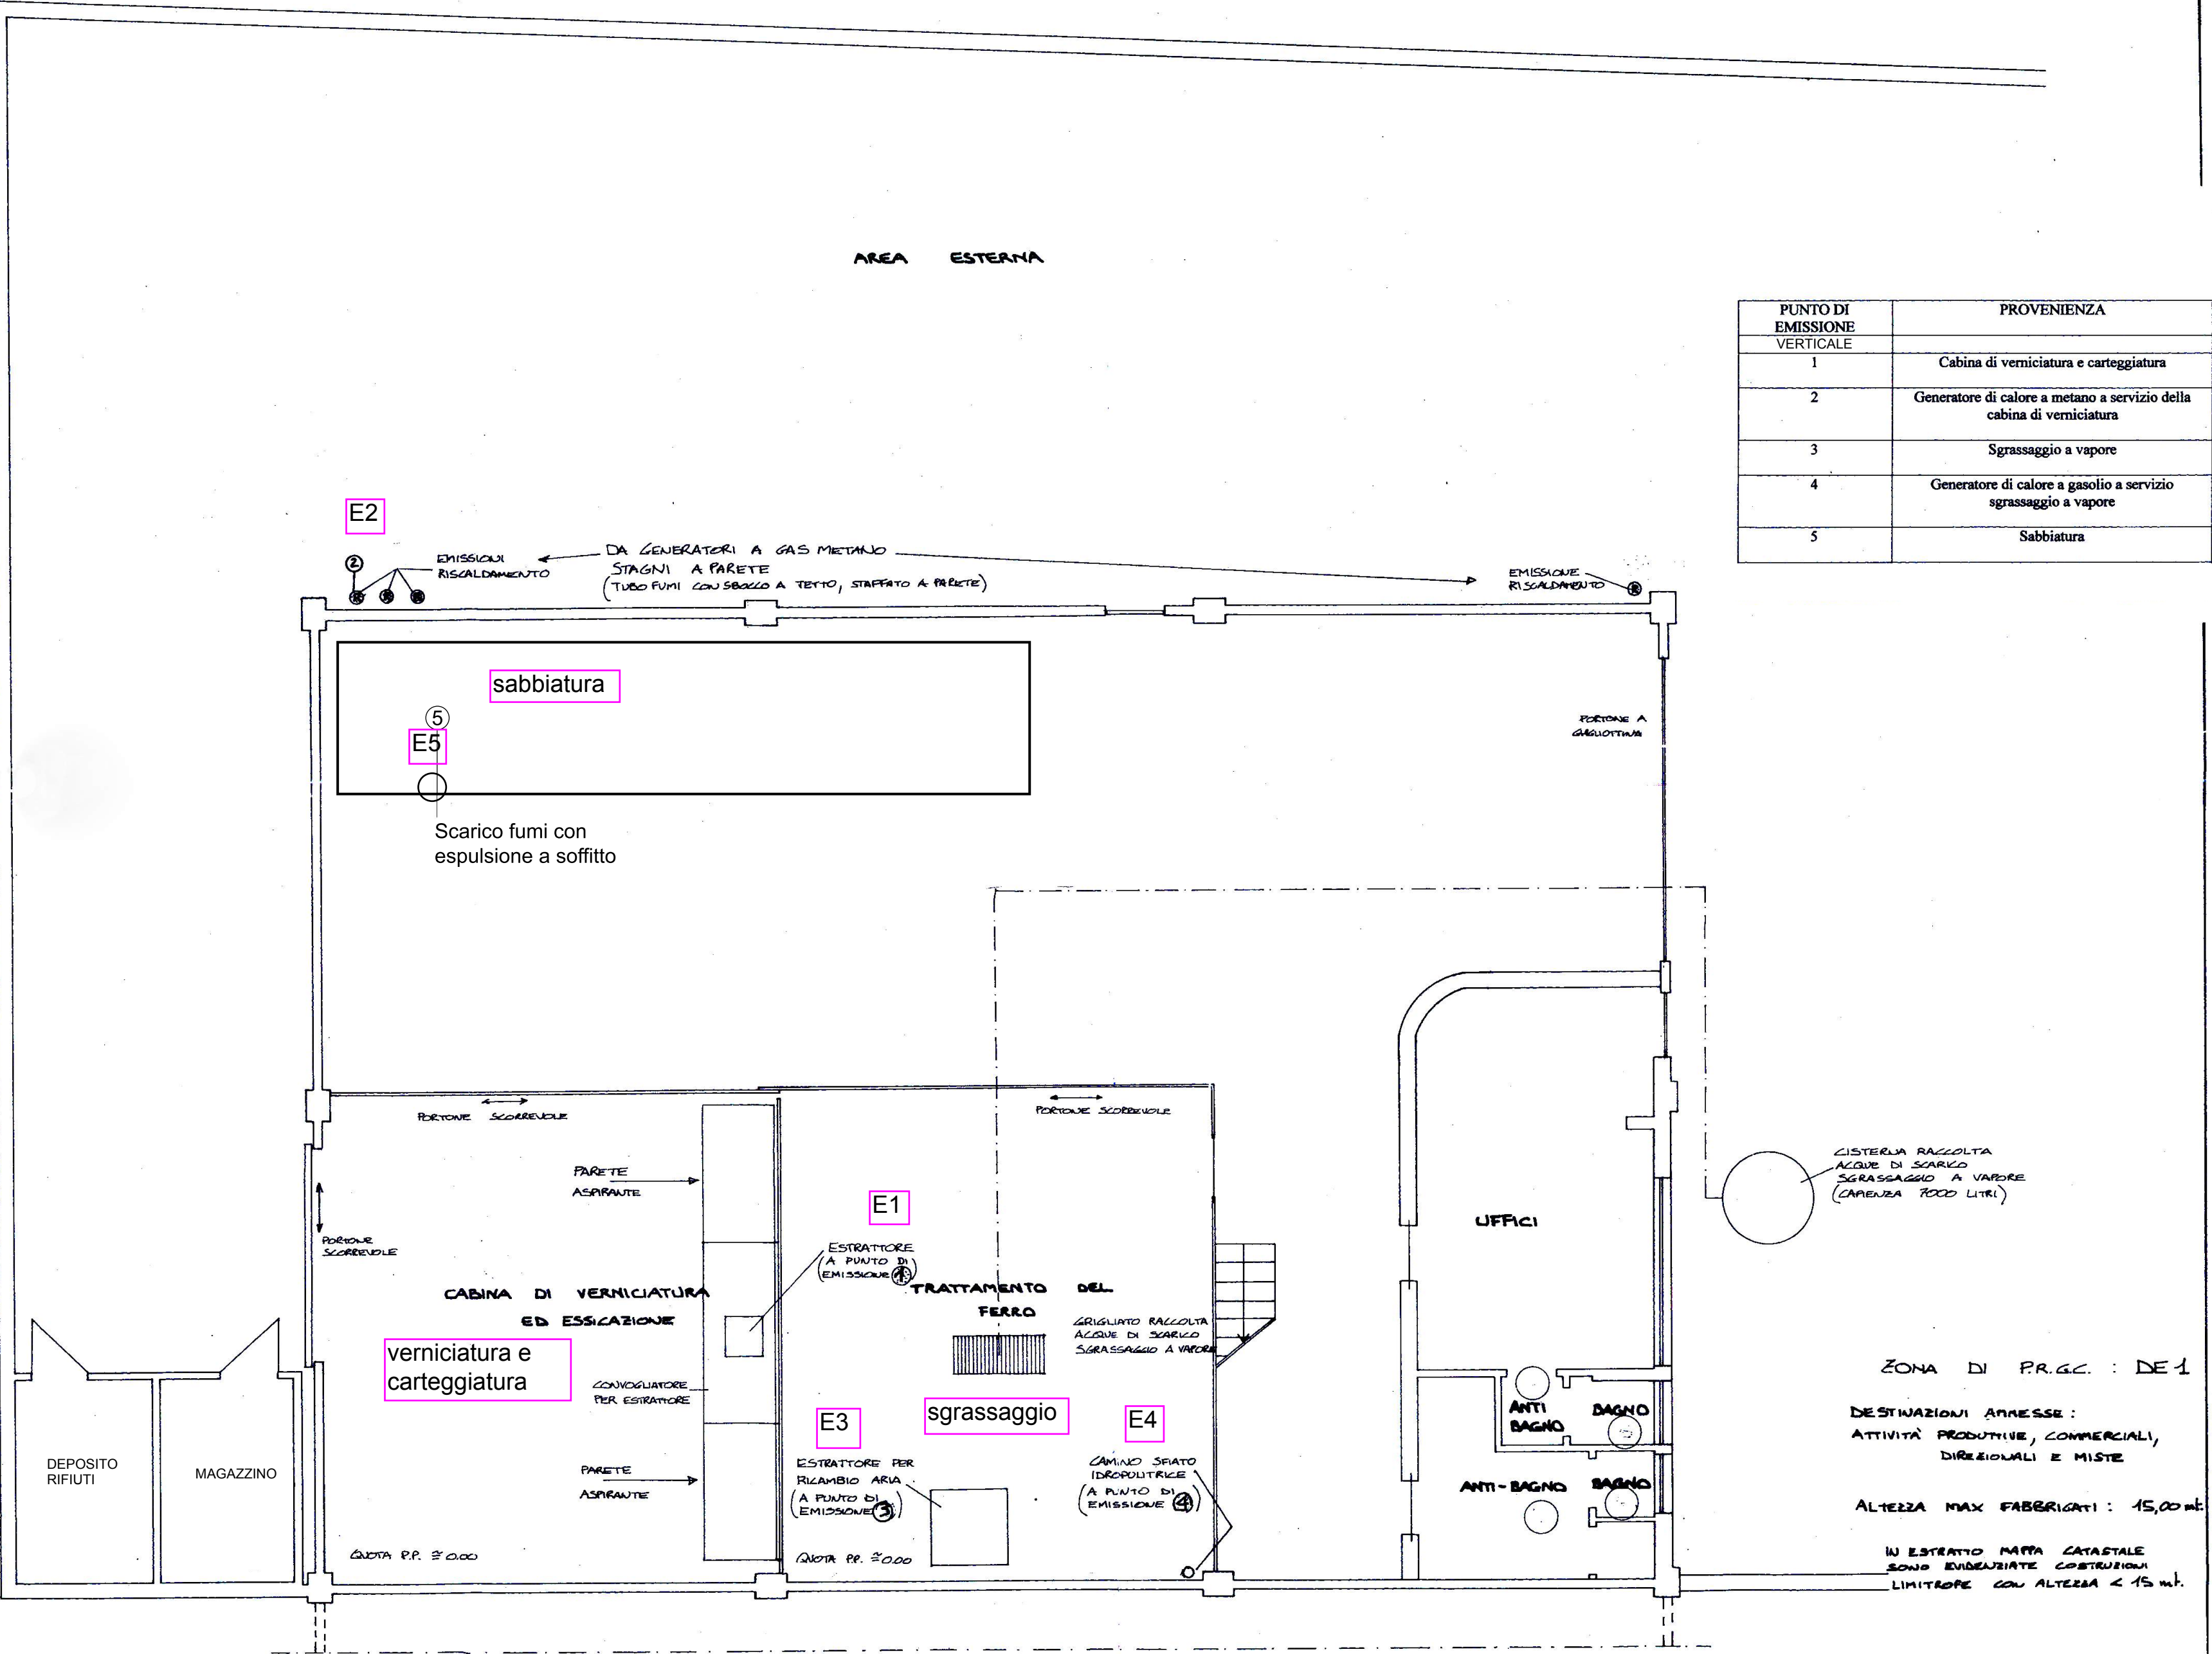 AREA ESTERNA
PUNTO DI EMISSIONE
PROVENIENZA
VERTICALE
1
Cabina di verniciatura e carteggiatura
2
Generatore di calore a metano a servizio della
cabina di verniciatura
3
Sgrassaggio a vapore
4
Generatore di calore a gasolio a servizio
sgrassaggio a vapore
5
Sabbiatura
E2
2
EMISSIONI
RISCALDAMENTO
DA GENERATORI A GAS METANO
STAGNI A PARETE
(TUBO FUMI CON SBOCCO A TETTO, STAFFATO A PARETE)
EMISSIONE
RISCALDAMENTO
sabbiatura
5
E5
Scarico fumi con
espulsione a soffitto
PORTONE A
GHIGLIOTTINA
PORTONE SCORREVOLE
PORTONE SCORREVOLE
PARETE
ASPIRANTE
PORTONE
SCORREVOLE
E1
ESTRATTORE
(A PUNTO DI
EMISSIONE 1)
CABINA DI VERNICIATURA
ED ESSICAZIONE
verniciatura e
carteggiatura
CONVOGLIATORE
PER ESTRATTORE
PARETE
ASPIRANTE
QUOTA P.P. ≅ 0.00
TRATTAMENTO DEL
FERRO
GRIGLIATO RACCOLTA
ACQUE DI SCARICO
SGRASSAGGIO A VAPORE
sgrassaggio
E3
ESTRATTORE PER
RICAMBIO ARIA
(A PUNTO DI
EMISSIONE 3)
QUOTA P.P. ≅ 0.00
E4
CAMINO SFIATO
IDROPULITRICE
(A PUNTO DI
EMISSIONE 4)
UFFICI
ANTI
BAGNO
BAGNO
ANTI-BAGNO
BAGNO
CISTERNA RACCOLTA
ACQUE DI SCARICO
SGRASSAGGIO A VAPORE
(CAPIENZA 7000 LITRI)
DEPOSITO
RIFIUTI
MAGAZZINO
ZONA DI P.R.G.C. : DE 1
DESTINAZIONI AMMESSE :
ATTIVITÀ PRODUTTIVE, COMMERCIALI,
DIREZIONALI E MISTE
ALTEZZA MAX FABBRICATI : 15,00 mt.
IN ESTRATTO MAPPA CATASTALE
SONO EVIDENZIATE COSTRUZIONI
LIMITROFE CON ALTEZZA < 15 mt.